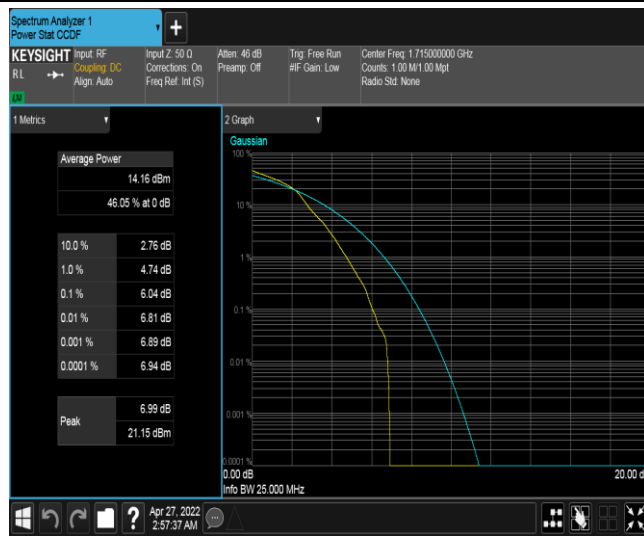 Spectrum Analyzer 1
Power Stat CCDF
KEYSIGHT
RL
LXI
Input: RF
Coupling: DC
Align: Auto
Input Z: 50 Ω
Corrections: On
Freq Ref: Int (S)
Atten: 46 dB
Preamp: Off
Trig: Free Run
#IF Gain: Low
Center Freq: 1.715000000 GHz
Counts: 1.00 M/1.00 Mpt
Radio Std: None
1 Metrics
Average Power
14.16 dBm
46.05 % at 0 dB
10.0 % 2.76 dB
1.0 % 4.74 dB
0.1 % 6.04 dB
0.01 % 6.81 dB
0.001 % 6.89 dB
0.0001 % 6.94 dB
Peak
6.99 dB
21.15 dBm
2 Graph
Gaussian
100 %
10 %
1 %
0.1 %
0.01 %
0.001 %
0.0001 %
0.00 dB
20.00 d
Info BW 25.000 MHz
?
Apr 27, 2022
2:57:37 AM